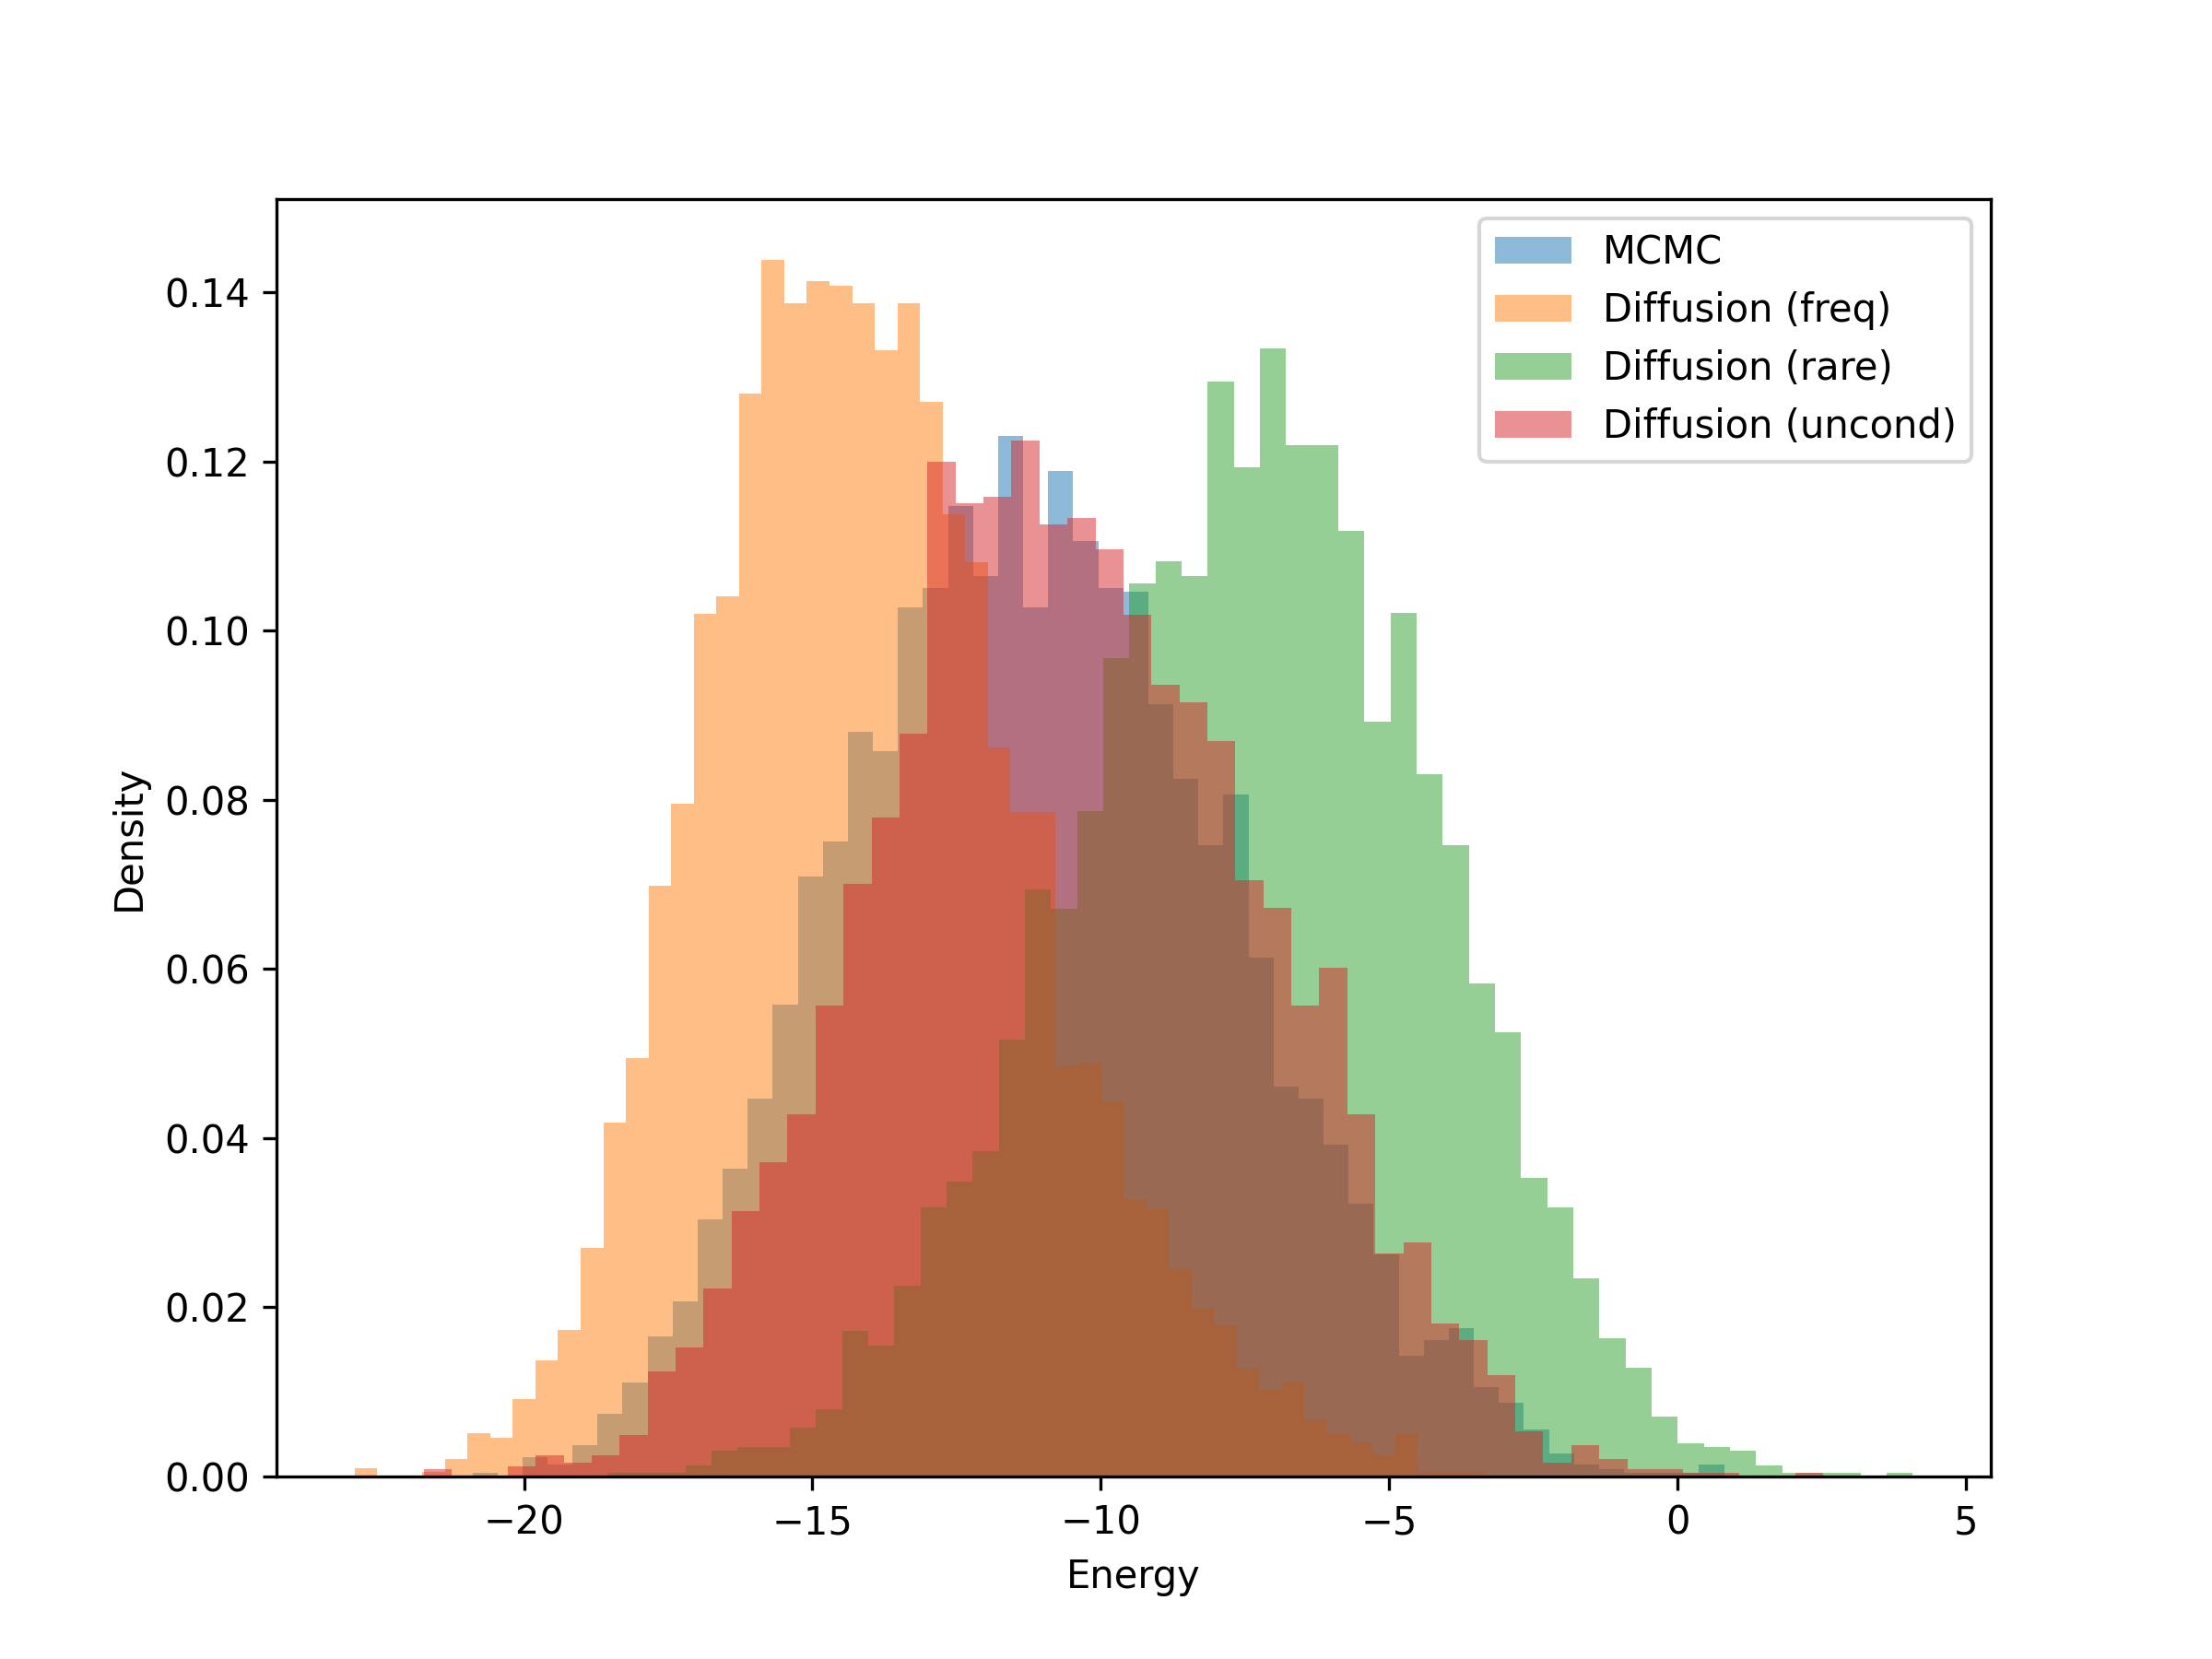 MCMC
Diffusion (freq)
Diffusion (rare)
Diffusion (uncond)
0.14
0.12
0.10
0.08
0.06
0.04
0.02
0.00
Density
−20 −15 −10 −5 0 5
Energy